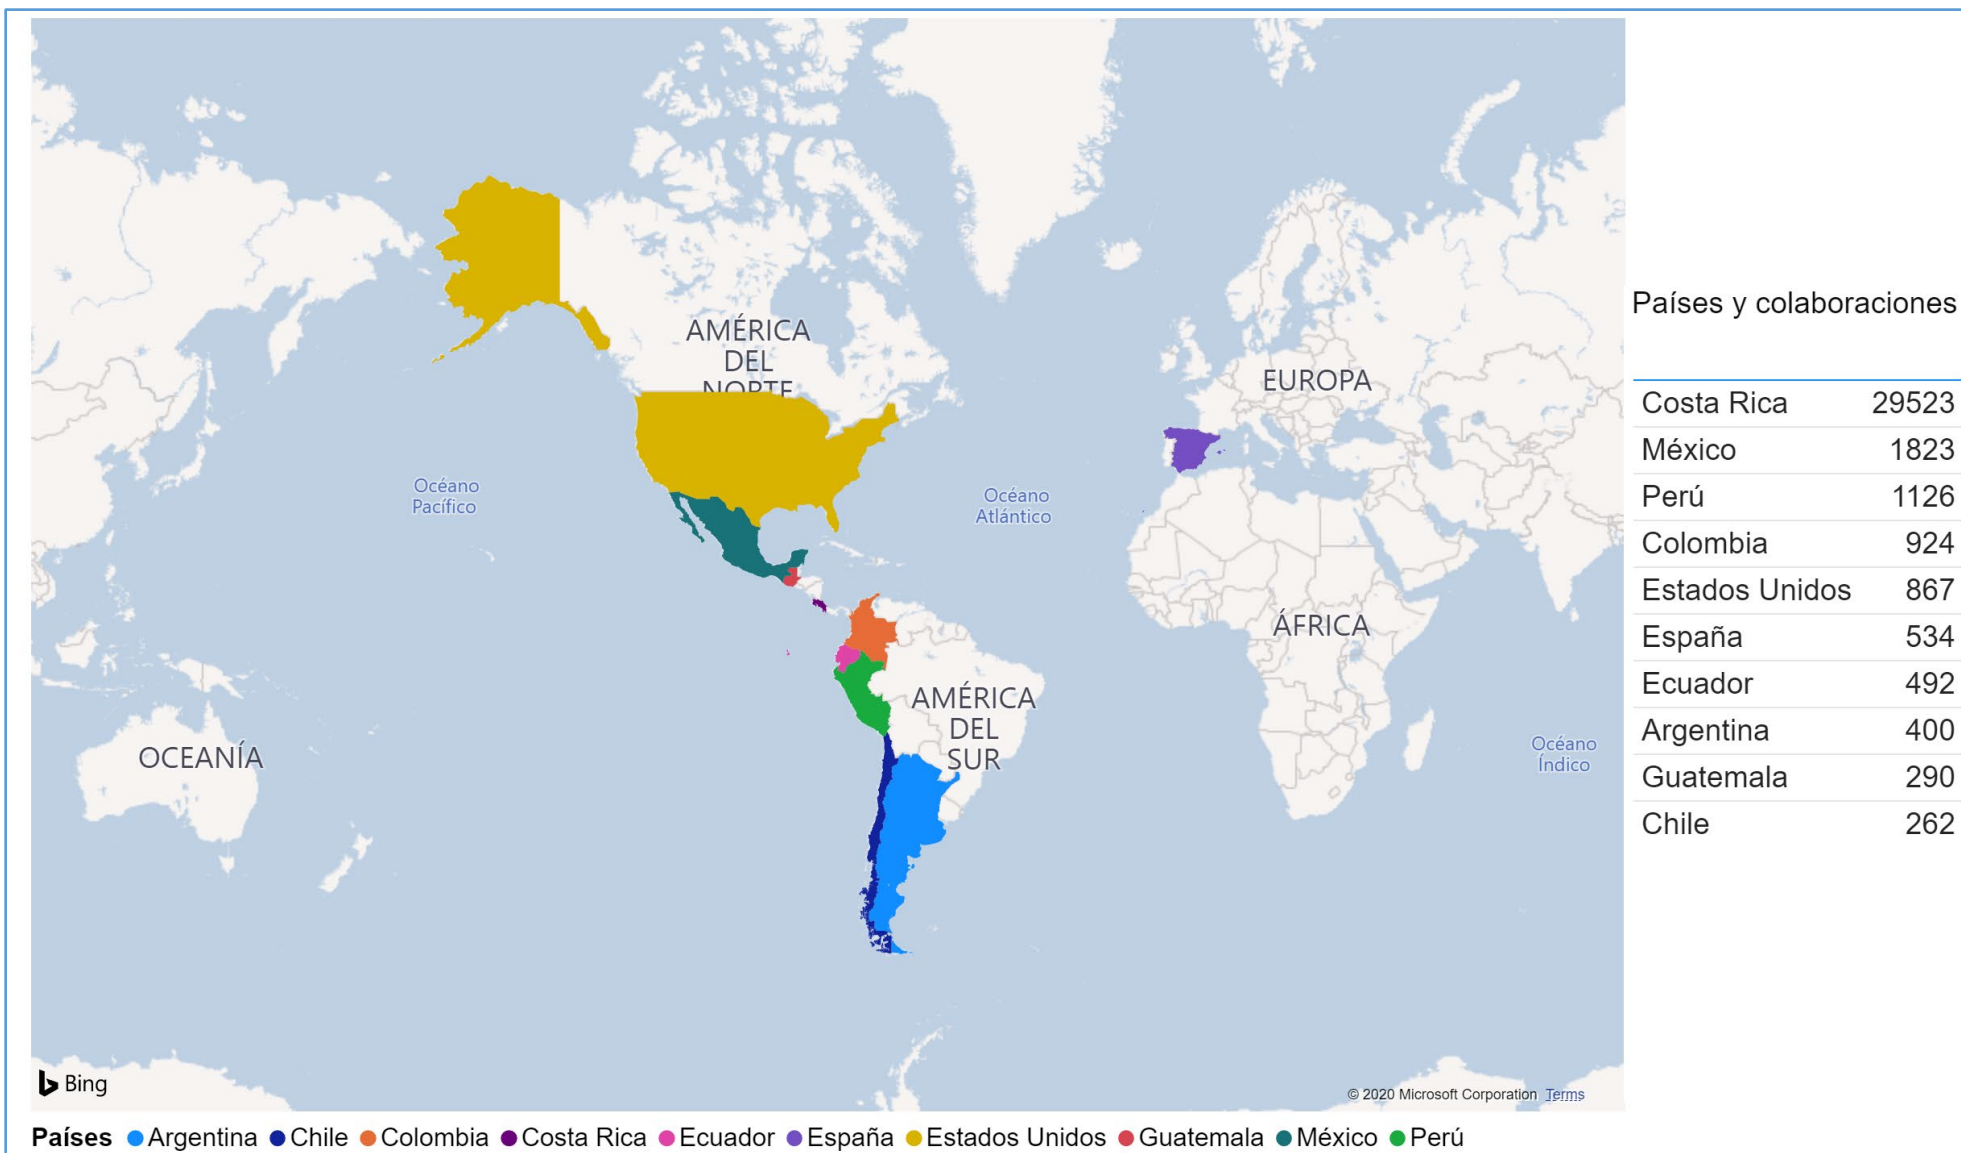 AMÉRICA
DEL
NORTE
EUROPA
Océano
Pacífico
Océano
Atlántico
ÁFRICA
AMÉRICA
DEL
SUR
OCEANÍA
Océano
Índico
Bing
© 2020 Microsoft Corporation Terms
Países y colaboraciones
Costa Rica 29523
México 1823
Perú 1126
Colombia 924
Estados Unidos 867
España 534
Ecuador 492
Argentina 400
Guatemala 290
Chile 262
Países Argentina Chile Colombia Costa Rica Ecuador España Estados Unidos Guatemala México Perú